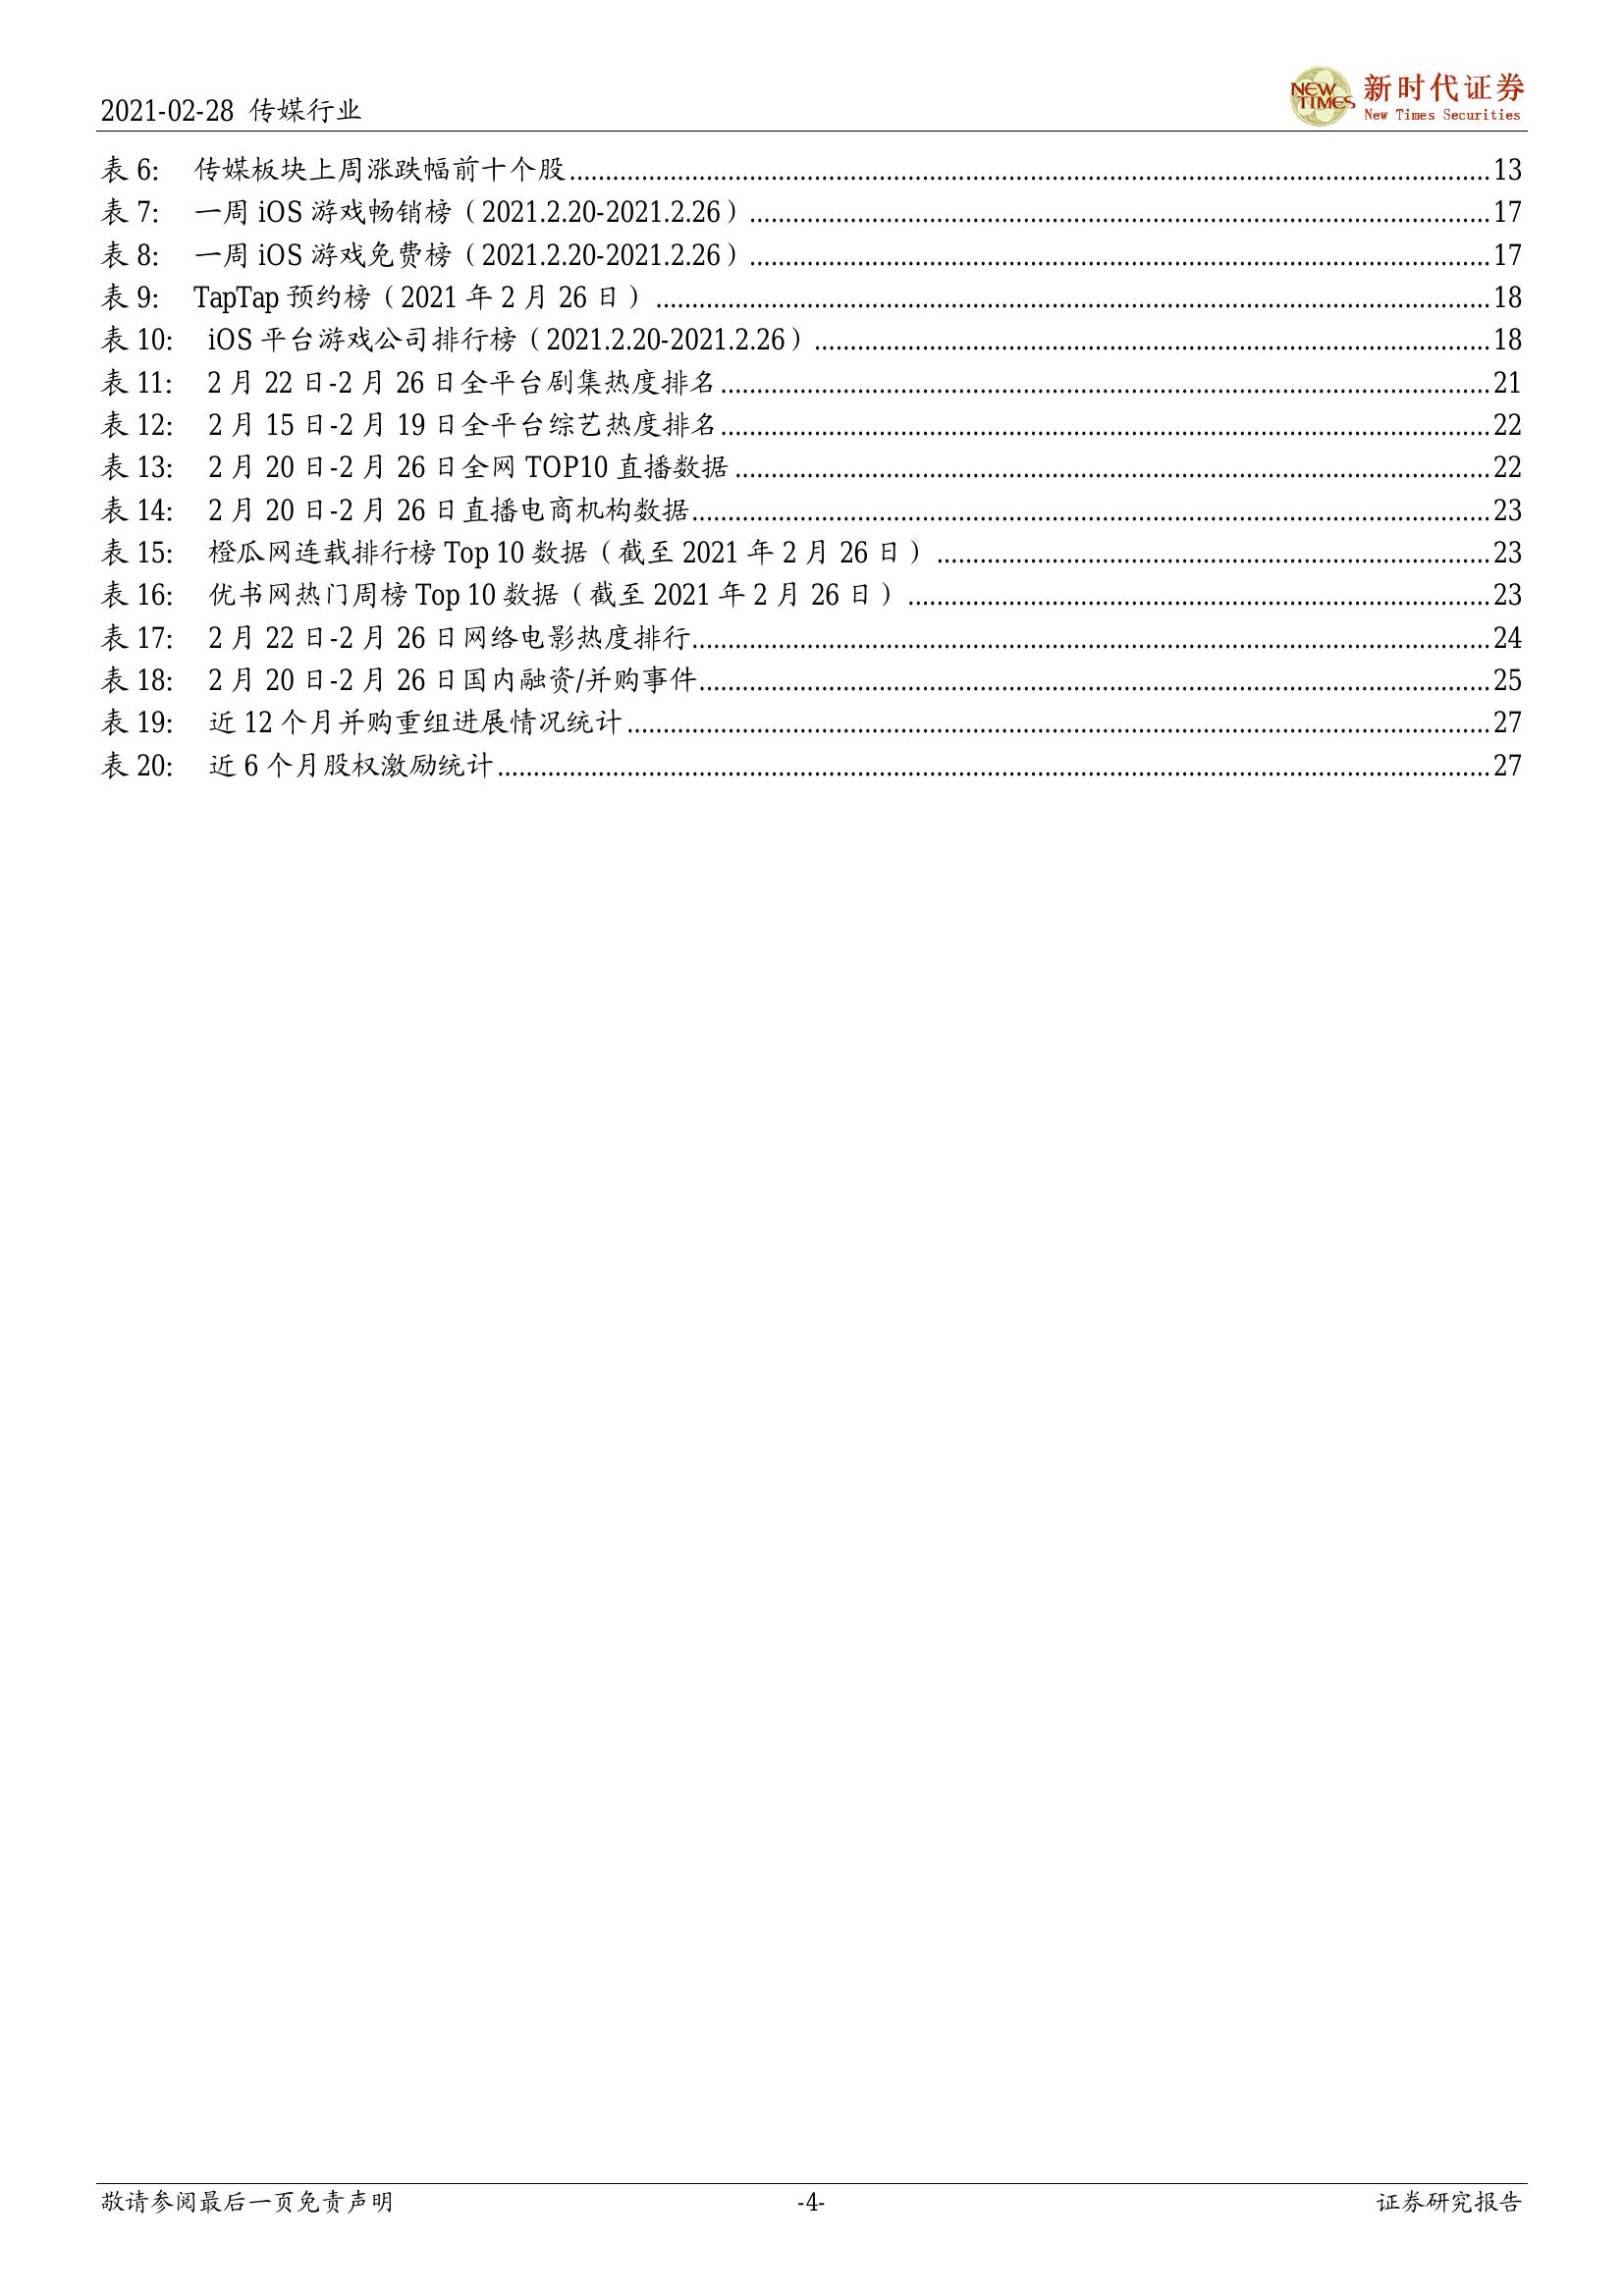 2021-02-28 传媒行业
NEW TIMES 新时代证券
New Times Securities
表 6: 传媒板块上周涨跌幅前十个股 13
表 7: 一周 iOS 游戏畅销榜（2021.2.20-2021.2.26） 17
表 8: 一周 iOS 游戏免费榜（2021.2.20-2021.2.26） 17
表 9: TapTap 预约榜（2021 年 2 月 26 日） 18
表 10: iOS 平台游戏公司排行榜（2021.2.20-2021.2.26） 18
表 11: 2 月 22 日-2 月 26 日全平台剧集热度排名 21
表 12: 2 月 15 日-2 月 19 日全平台综艺热度排名 22
表 13: 2 月 20 日-2 月 26 日全网 TOP10 直播数据 22
表 14: 2 月 20 日-2 月 26 日直播电商机构数据 23
表 15: 橙瓜网连载排行榜 Top 10 数据（截至 2021 年 2 月 26 日） 23
表 16: 优书网热门周榜 Top 10 数据（截至 2021 年 2 月 26 日） 23
表 17: 2 月 22 日-2 月 26 日网络电影热度排行 24
表 18: 2 月 20 日-2 月 26 日国内融资/并购事件 25
表 19: 近 12 个月并购重组进展情况统计 27
表 20: 近 6 个月股权激励统计 27
敬请参阅最后一页免责声明 -4- 证券研究报告